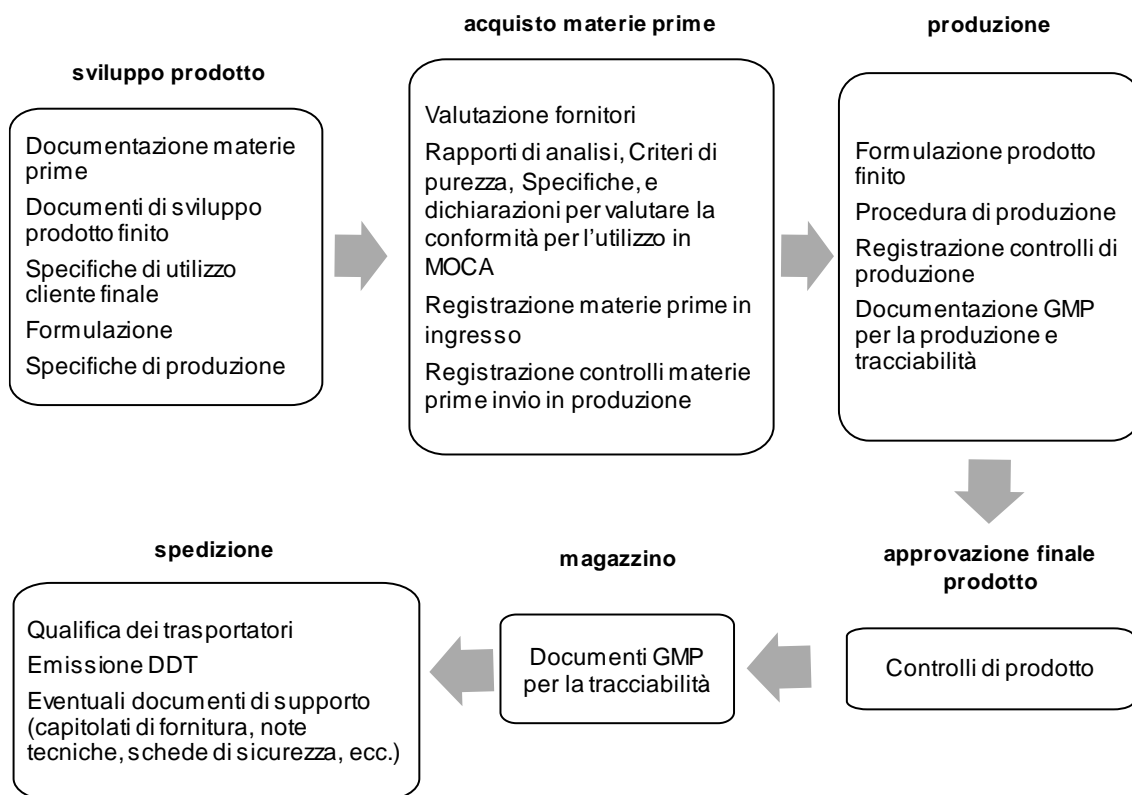 sviluppo prodotto
Documentazione materie
prime
Documenti di sviluppo
prodotto finito
Specifiche di utilizzo
cliente finale
Formulazione
Specifiche di produzione
acquisto materie prime
Valutazione fornitori
Rapporti di analisi, Criteri di
purezza, Specifiche, e
dichiarazioni per valutare la
conformità per l'utilizzo in
MOCA
Registrazione materie prime in
ingresso
Registrazione controlli materie
prime invio in produzione
produzione
Formulazione prodotto
finito
Procedura di produzione
Registrazione controlli di
produzione
Documentazione GMP
per la produzione e
tracciabilità
approvazione finale
prodotto
Controlli di prodotto
magazzino
Documenti GMP
per la tracciabilità
spedizione
Qualifica dei trasportatori
Emissione DDT
Eventuali documenti di supporto
(capitolati di fornitura, note
tecniche, schede di sicurezza, ecc.)